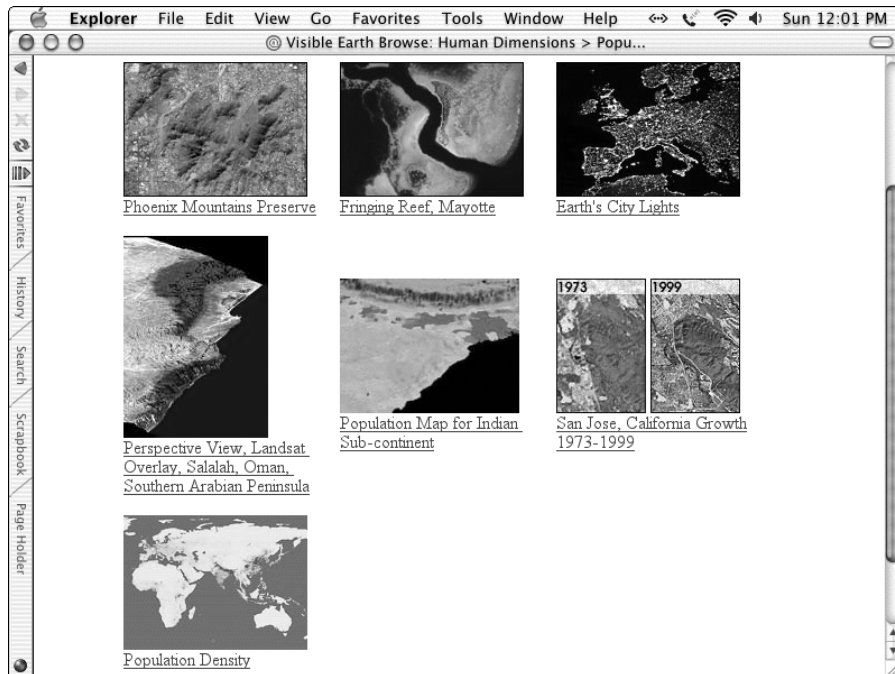 Explorer File Edit View Go Favorites Tools Window Help Sun 12:01 PM
@ Visible Earth Browse: Human Dimensions > Popu...
Favorites
History
Search
Scrapbook
Page Holder
Phoenix Mountains Preserve
Fringing Reef, Mayotte
Earth's City Lights
Perspective View, Landsat
Overlay, Salalah, Oman,
Southern Arabian Peninsula
Population Map for Indian
Sub-continent
1973
1999
San Jose, California Growth
1973-1999
Population Density